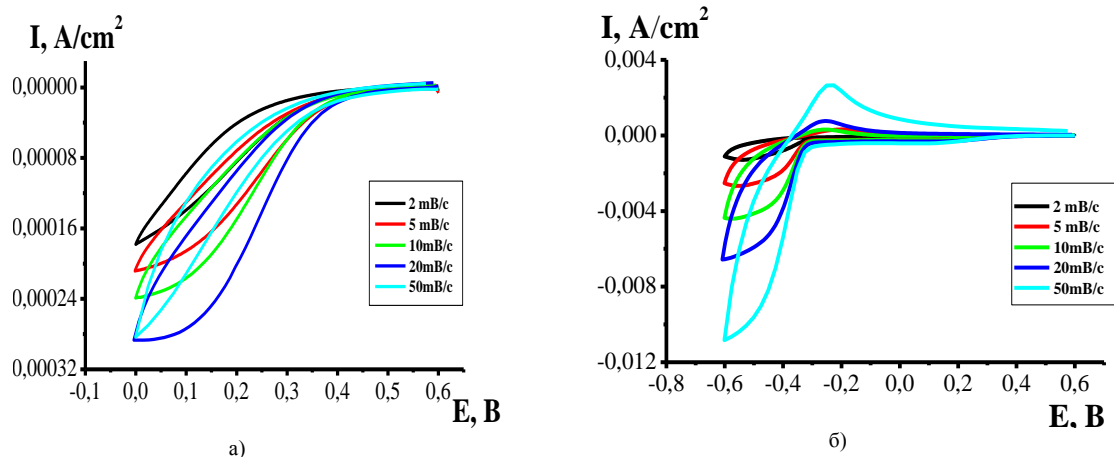 I, A/cm²
0,00000
0,00008
0,00016
0,00024
0,00032
-0,1 0,0 0,1 0,2 0,3 0,4 0,5 0,6
E, B
2 mB/c
5 mB/c
10mB/c
20mB/c
50mB/c
а)
I, A/cm²
0,004
0,000
-0,004
-0,008
-0,012
-0,8 -0,6 -0,4 -0,2 0,0 0,2 0,4 0,6
E, B
2 mB/c
5 mB/c
10mB/c
20mB/c
50mB/c
б)